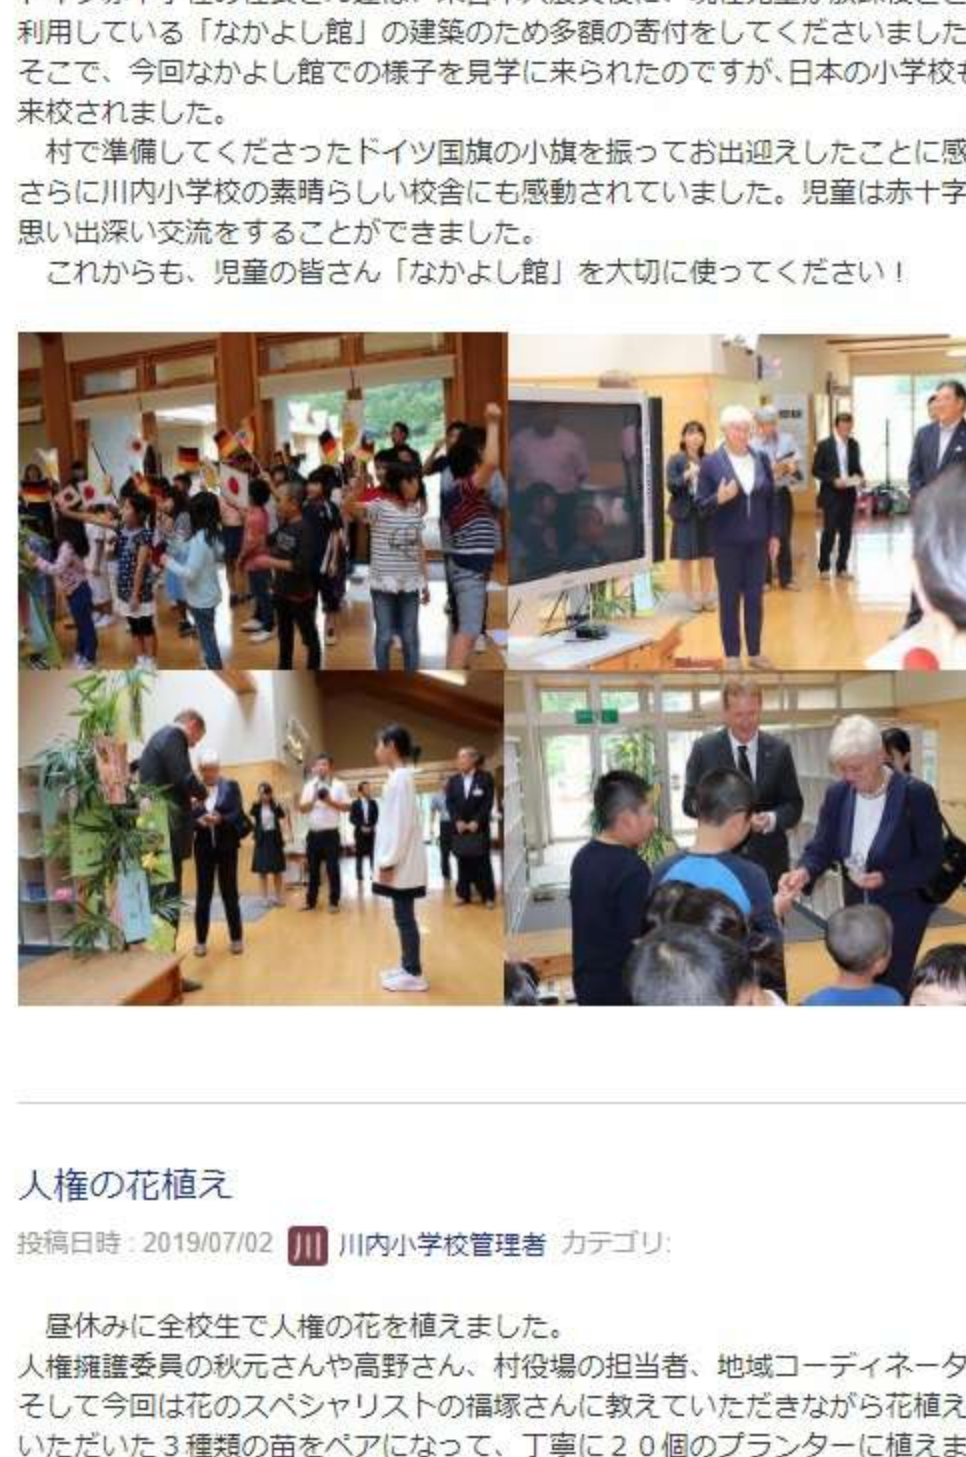 利用している「なかよし館」の建築のため多額の寄付をしてくださいました
そこで、今回なかよし館での様子を見学に来られたのですが、日本の小学校も
来校されました。
村で準備してくださったドイツ国旗の小旗を振ってお出迎えしたことに感
さらに川内小学校の素晴らしい校舎にも感動されていました。児童は赤十字
思い出深い交流をすることができました。
これからも、児童の皆さん「なかよし館」を大切に使ってください！
人権の花植え
投稿日時 : 2019/07/02 川 川内小学校管理者 カテゴリ:
昼休みに全校生で人権の花を植えました。
人権擁護委員の秋元さんや高野さん、村役場の担当者、地域コーディネータ
そして今回は花のスペシャリストの福塚さんに教えていただきながら花植え
いただいた３種類の苗をペアになって、丁寧に２０個のプランターに植えま